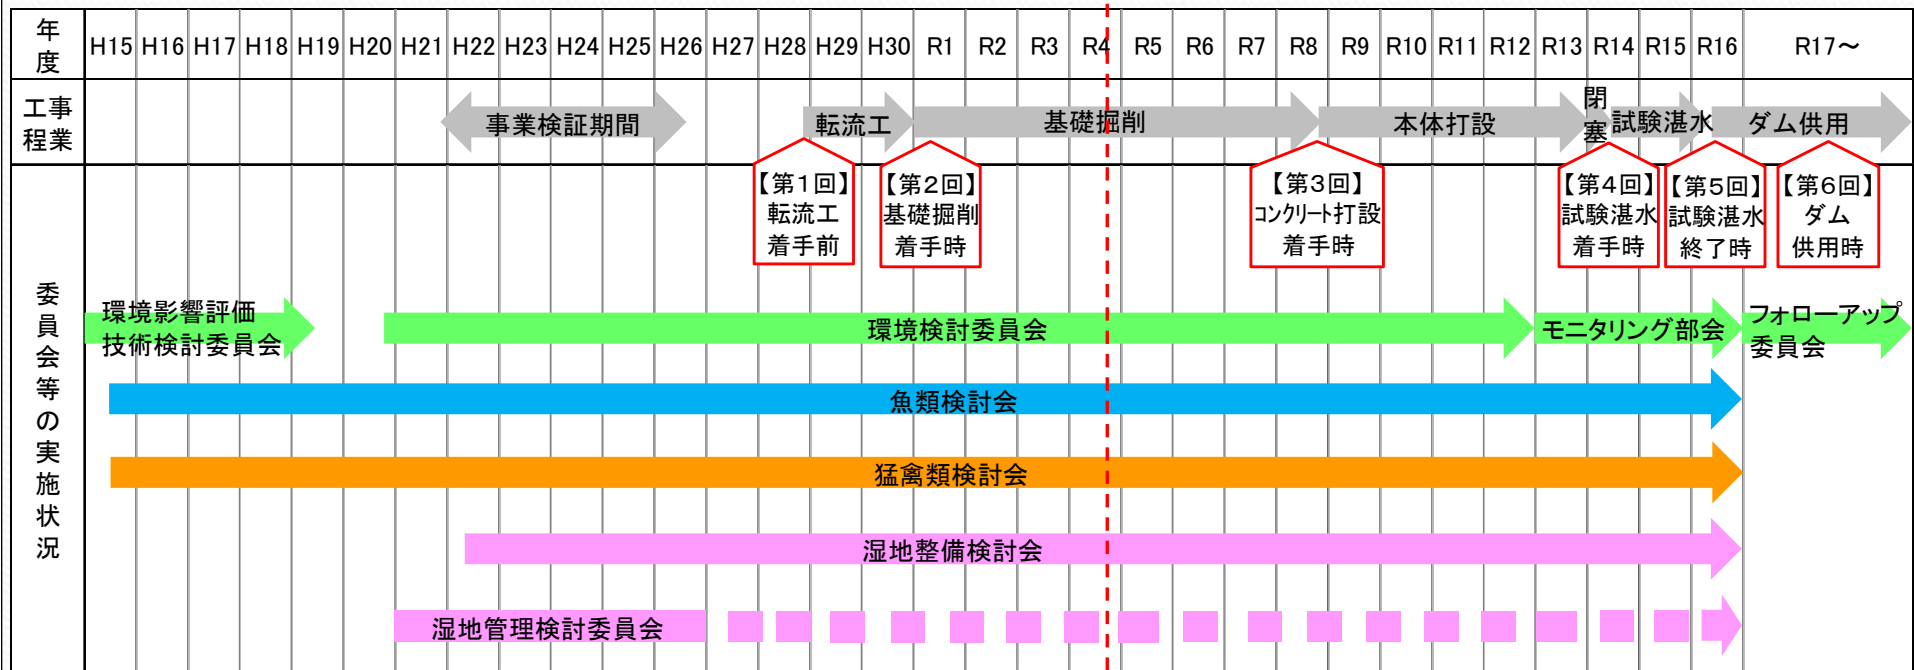 年度
H15 H16 H17 H18 H19 H20 H21 H22 H23 H24 H25 H26 H27 H28 H29 H30 R1 R2 R3 R4 R5 R6 R7 R8 R9 R10 R11 R12 R13 R14 R15 R16 R17～
工事
程業
事業検証期間
転流工
基礎掘削
本体打設
閉塞
試験湛水
ダム供用
【第1回】
転流工
着手前
【第2回】
基礎掘削
着手時
【第3回】
コンクリート打設
着手時
【第4回】
試験湛水
着手時
【第5回】
試験湛水
終了時
【第6回】
ダム
供用時
委員会等の実施状況
環境影響評価
技術検討委員会
環境検討委員会
モニタリング部会
フォローアップ
委員会
魚類検討会
猛禽類検討会
湿地整備検討会
湿地管理検討委員会